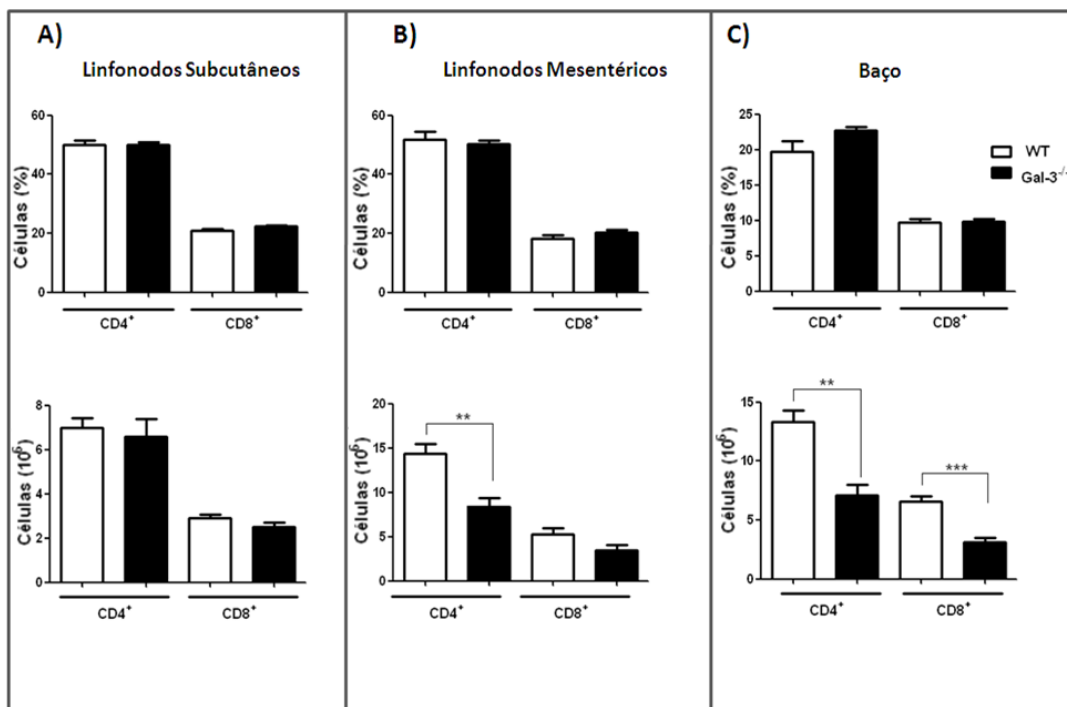 A)
Linfonodos Subcutâneos
Células (%)
60
40
20
0
CD4⁺
CD8⁺
Células (10⁶)
8
6
4
2
0
CD4⁺
CD8⁺
B)
Linfonodos Mesentéricos
Células (%)
60
40
20
0
CD4⁺
CD8⁺
Células (10⁶)
20
15
10
5
0
**
CD4⁺
CD8⁺
C)
Baço
Células (%)
25
20
15
10
5
0
WT
Gal-3⁻/⁻
CD4⁺
CD8⁺
Células (10⁶)
15
10
5
0
**
***
CD4⁺
CD8⁺